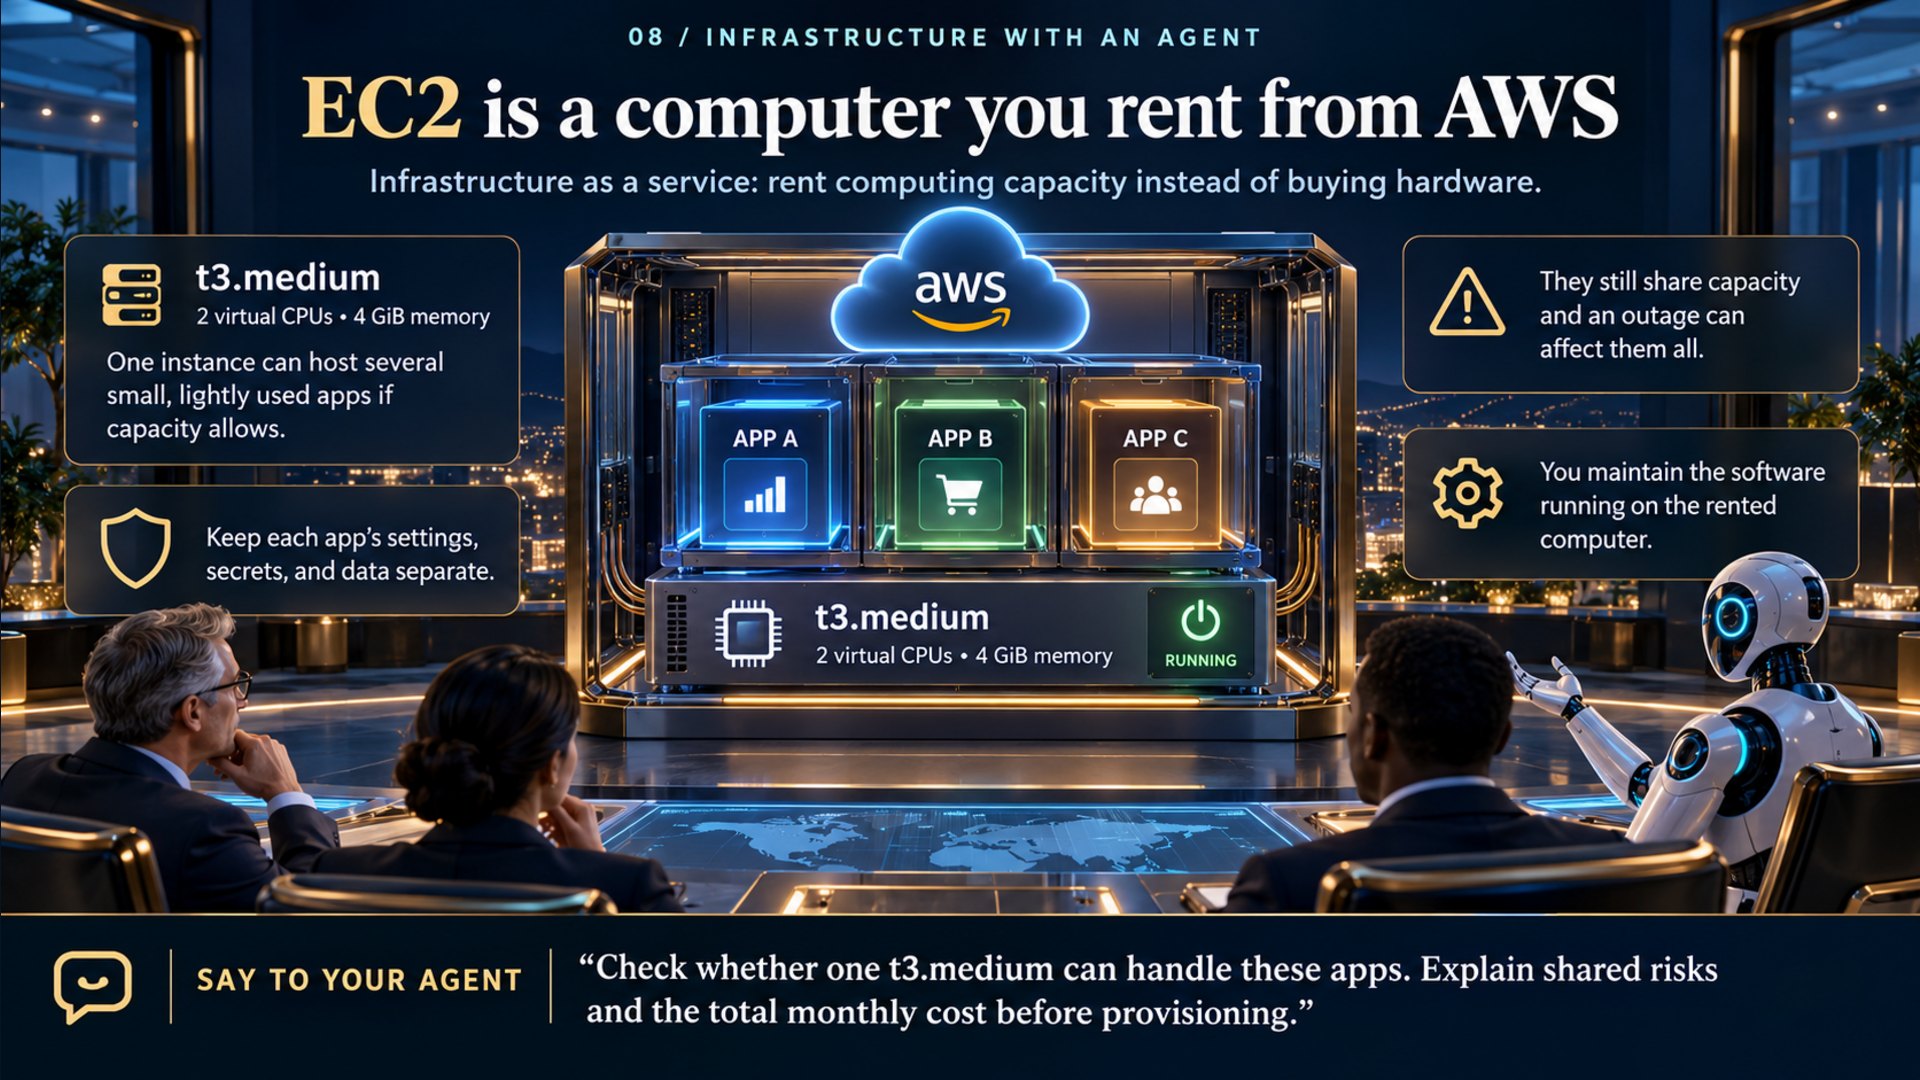 08 / INFRASTRUCTURE WITH AN AGENT
EC2 is a computer you rent from AWS
Infrastructure as a service: rent computing capacity instead of buying hardware.
t3.medium
2 virtual CPUs • 4 GiB memory
One instance can host several
small, lightly used apps if
capacity allows.
Keep each app’s settings,
secrets, and data separate.
aws
APP A
APP B
APP C
t3.medium
2 virtual CPUs • 4 GiB memory
RUNNING
They still share capacity
and an outage can
affect them all.
You maintain the software
running on the rented
computer.
SAY TO YOUR AGENT
“Check whether one t3.medium can handle these apps. Explain shared risks
and the total monthly cost before provisioning.”